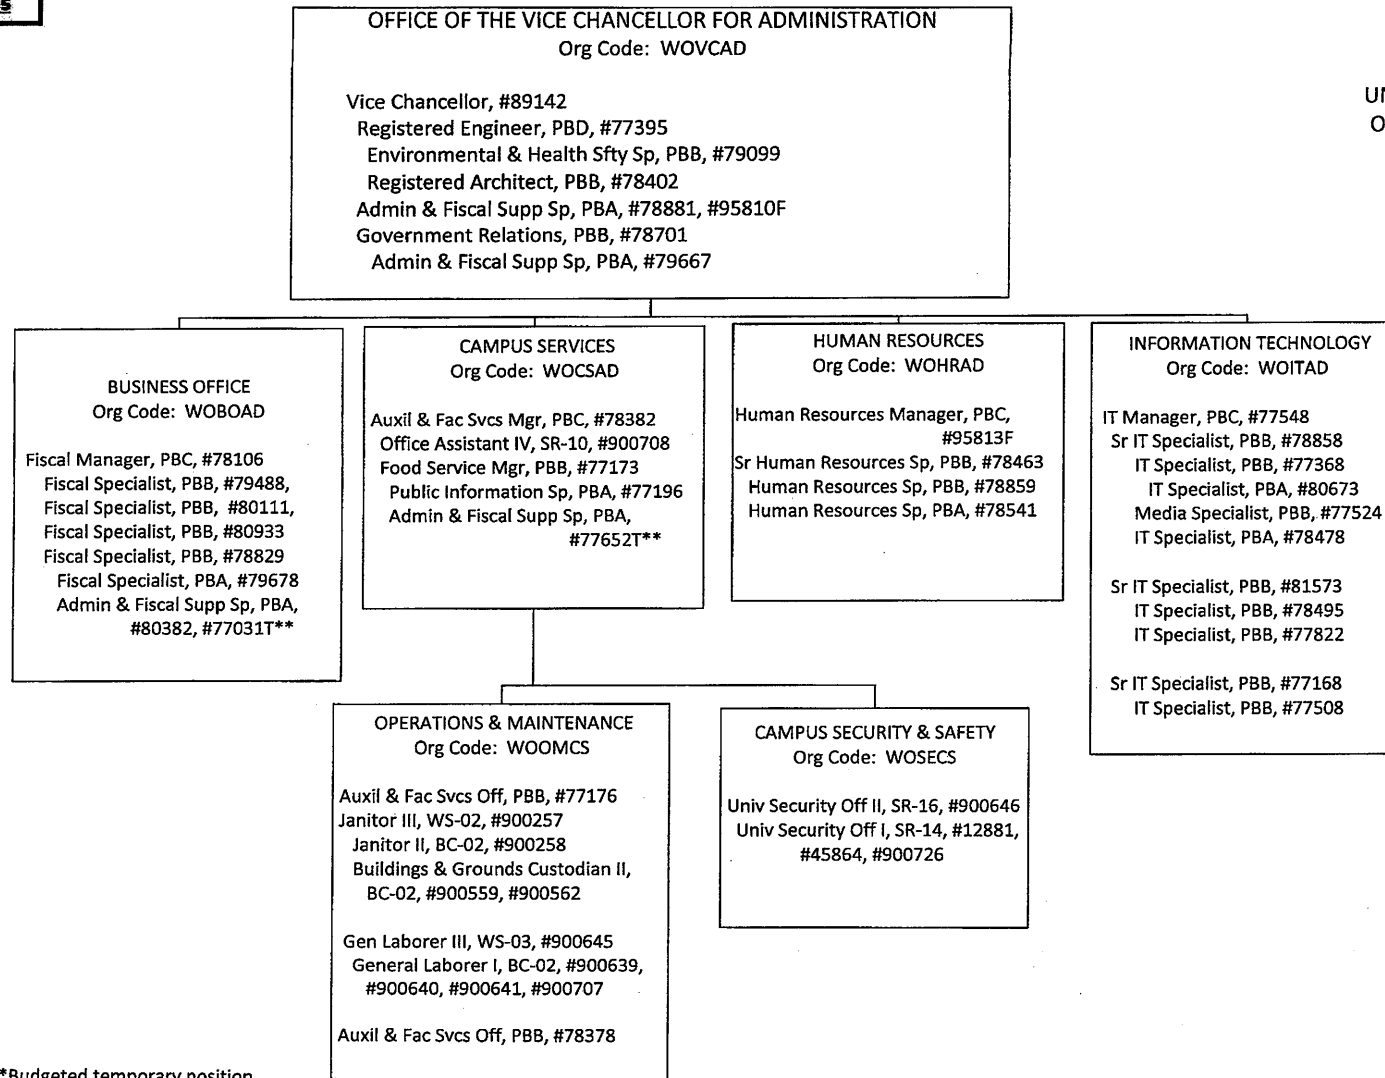 OFFICE OF THE VICE CHANCELLOR FOR ADMINISTRATION
Org Code: WOVCAD
Vice Chancellor, #89142
Registered Engineer, PBD, #77395
Environmental & Health Sfty Sp, PBB, #79099
Registered Architect, PBB, #78402
Admin & Fiscal Supp Sp, PBA, #78881, #95810F
Government Relations, PBB, #78701
Admin & Fiscal Supp Sp, PBA, #79667
BUSINESS OFFICE
Org Code: WOBOAD
Fiscal Manager, PBC, #78106
Fiscal Specialist, PBB, #79488,
Fiscal Specialist, PBB, #80111,
Fiscal Specialist, PBB, #80933
Fiscal Specialist, PBB, #78829
Fiscal Specialist, PBA, #79678
Admin & Fiscal Supp Sp, PBA,
#80382, #77031T**
CAMPUS SERVICES
Org Code: WOCSAD
Auxil & Fac Svcs Mgr, PBC, #78382
Office Assistant IV, SR-10, #900708
Food Service Mgr, PBB, #77173
Public Information Sp, PBA, #77196
Admin & Fiscal Supp Sp, PBA,
#77652T**
HUMAN RESOURCES
Org Code: WOHRAD
Human Resources Manager, PBC,
#95813F
Sr Human Resources Sp, PBB, #78463
Human Resources Sp, PBB, #78859
Human Resources Sp, PBA, #78541
INFORMATION TECHNOLOGY
Org Code: WOITAD
IT Manager, PBC, #77548
Sr IT Specialist, PBB, #78858
IT Specialist, PBB, #77368
IT Specialist, PBA, #80673
Media Specialist, PBB, #77524
IT Specialist, PBA, #78478
Sr IT Specialist, PBB, #81573
IT Specialist, PBB, #78495
IT Specialist, PBB, #77822
Sr IT Specialist, PBB, #77168
IT Specialist, PBB, #77508
OPERATIONS & MAINTENANCE
Org Code: WOOMCS
Auxil & Fac Svcs Off, PBB, #77176
Janitor III, WS-02, #900257
Janitor II, BC-02, #900258
Buildings & Grounds Custodian II,
BC-02, #900559, #900562
Gen Laborer III, WS-03, #900645
General Laborer I, BC-02, #900639,
#900640, #900641, #900707
Auxil & Fac Svcs Off, PBB, #78378
CAMPUS SECURITY & SAFETY
Org Code: WOSECS
Univ Security Off II, SR-16, #900646
Univ Security Off I, SR-14, #12881,
#45864, #900726
*Budgeted temporary position